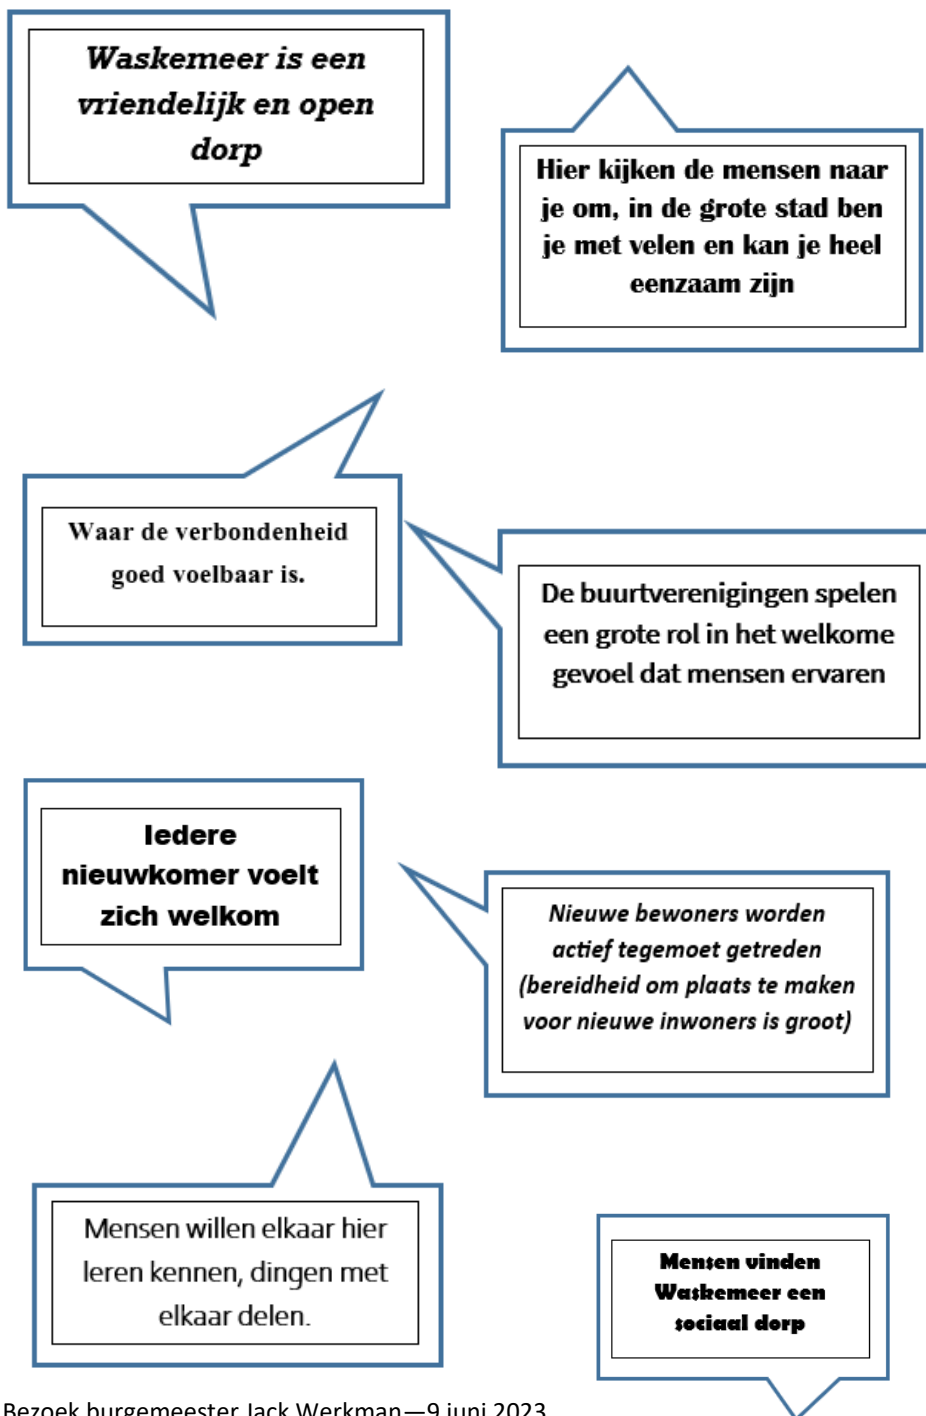 Waskemeer is een
vriendelijk en open
dorp
Hier kijken de mensen naar
je om, in de grote stad ben
je met velen en kan je heel
eenzaam zijn
Waar de verbondenheid
goed voelbaar is.
De buurtverenigingen spelen
een grote rol in het welkome
gevoel dat mensen ervaren
Iedere
nieuwkomer voelt
zich welkom
Nieuwe bewoners worden
actief tegemoet getreden
(bereidheid om plaats te maken
voor nieuwe inwoners is groot)
Mensen willen elkaar hier
leren kennen, dingen met
elkaar delen.
Mensen vinden
Waskemeer een
sociaal dorp
Bezoek burgemeester Jack Werkman—9 juni 2023